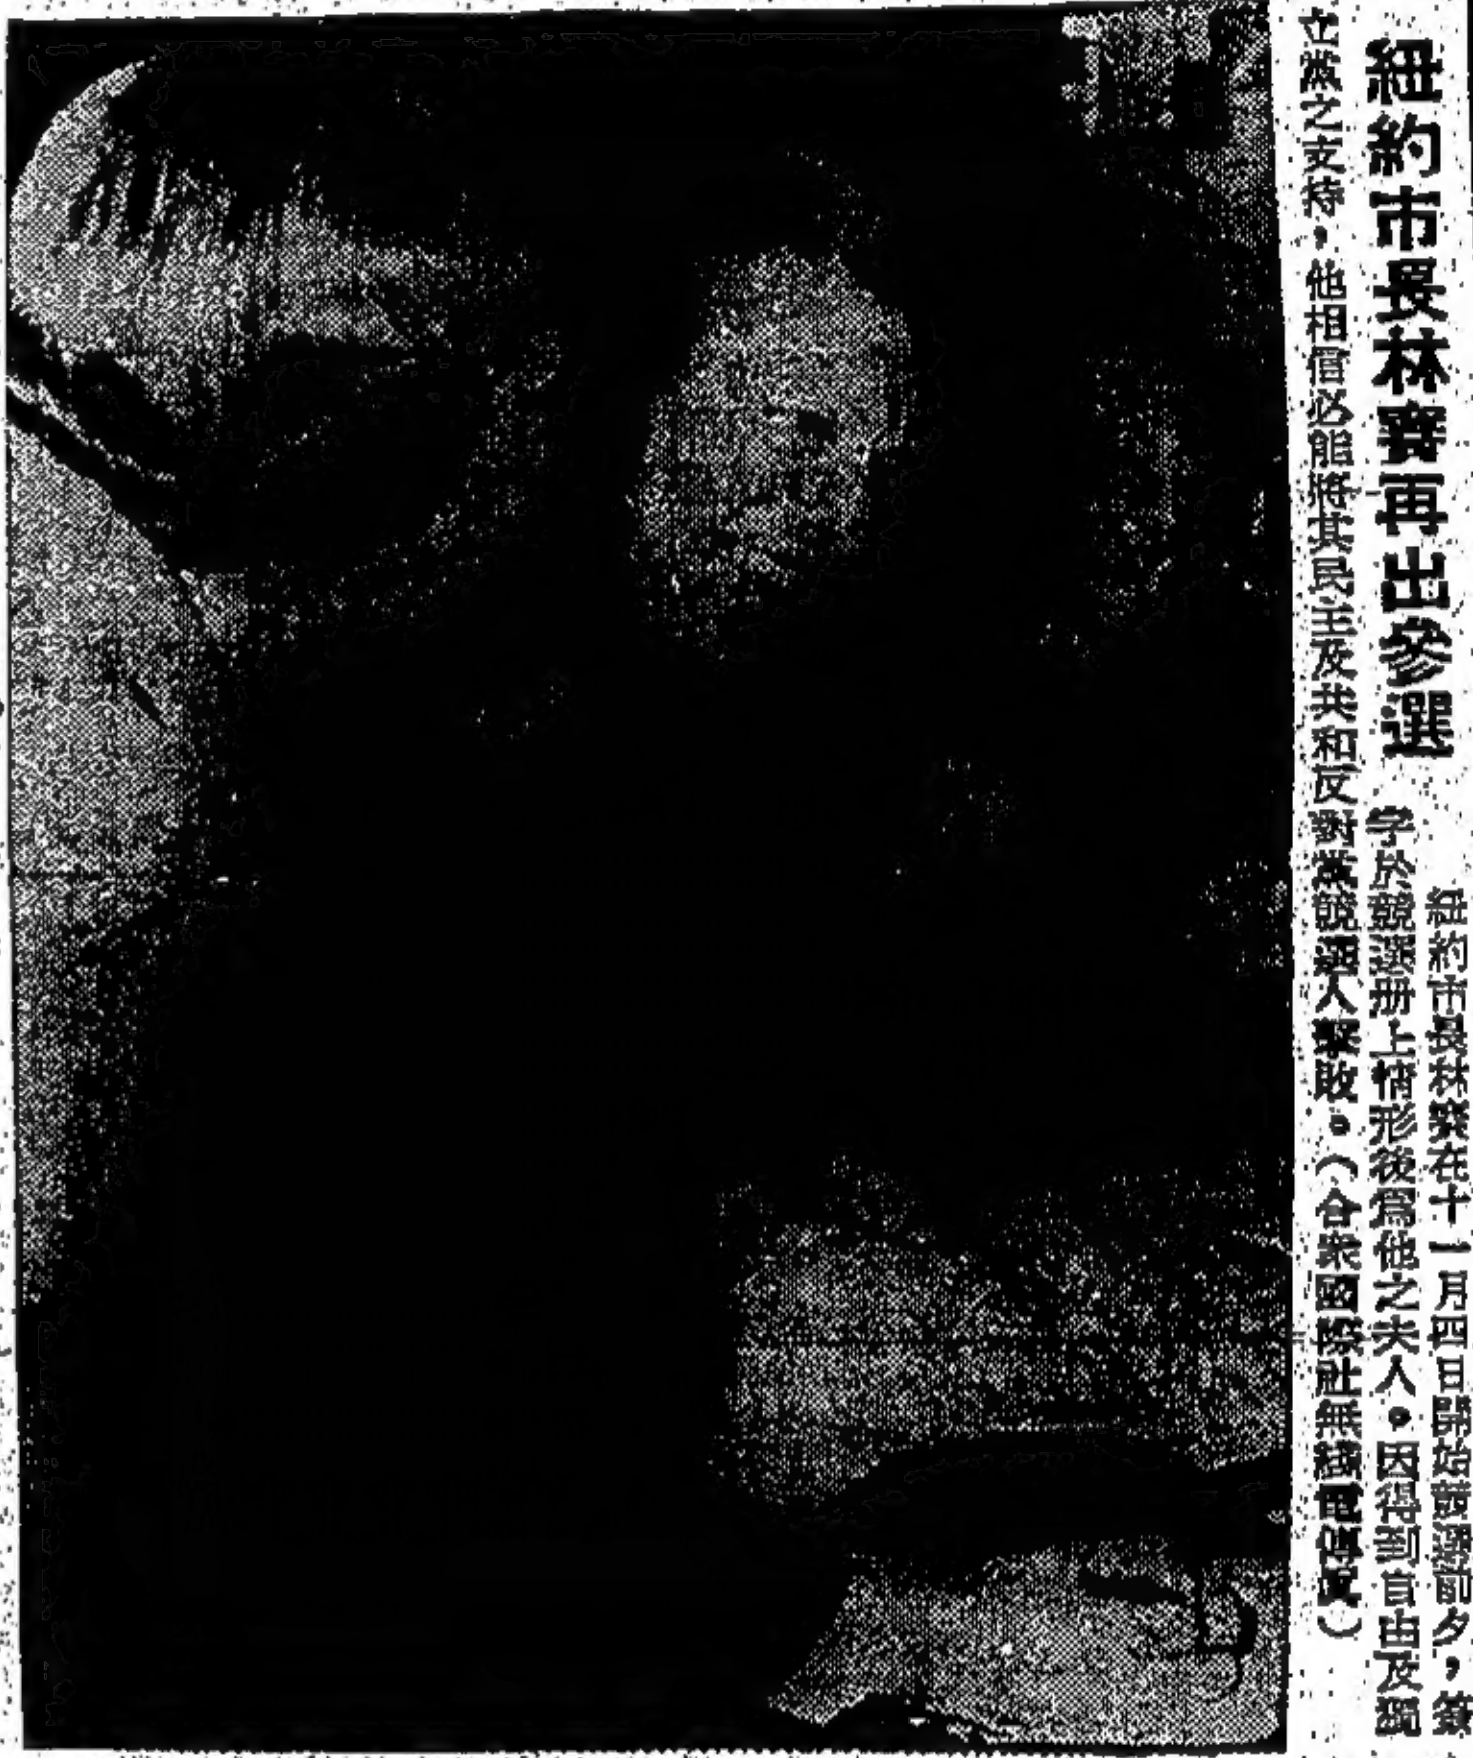 紐約市長林賽再出參選
紐約市長林賽在十一月四日開始競選前夕，簽
字於競選册上情形後爲他之夫人。因得到自由及獨
立派之支持，他相信必能將其民主及共和反對黨競選人擊敗。（合衆國際社無綫電傳眞）